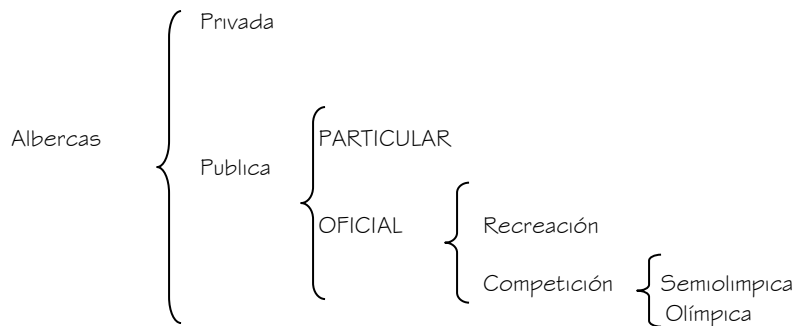 Privada
Albercas
PARTICULAR
Publica
OFICIAL
Recreación
Competición
Semiolimpica
Olímpica